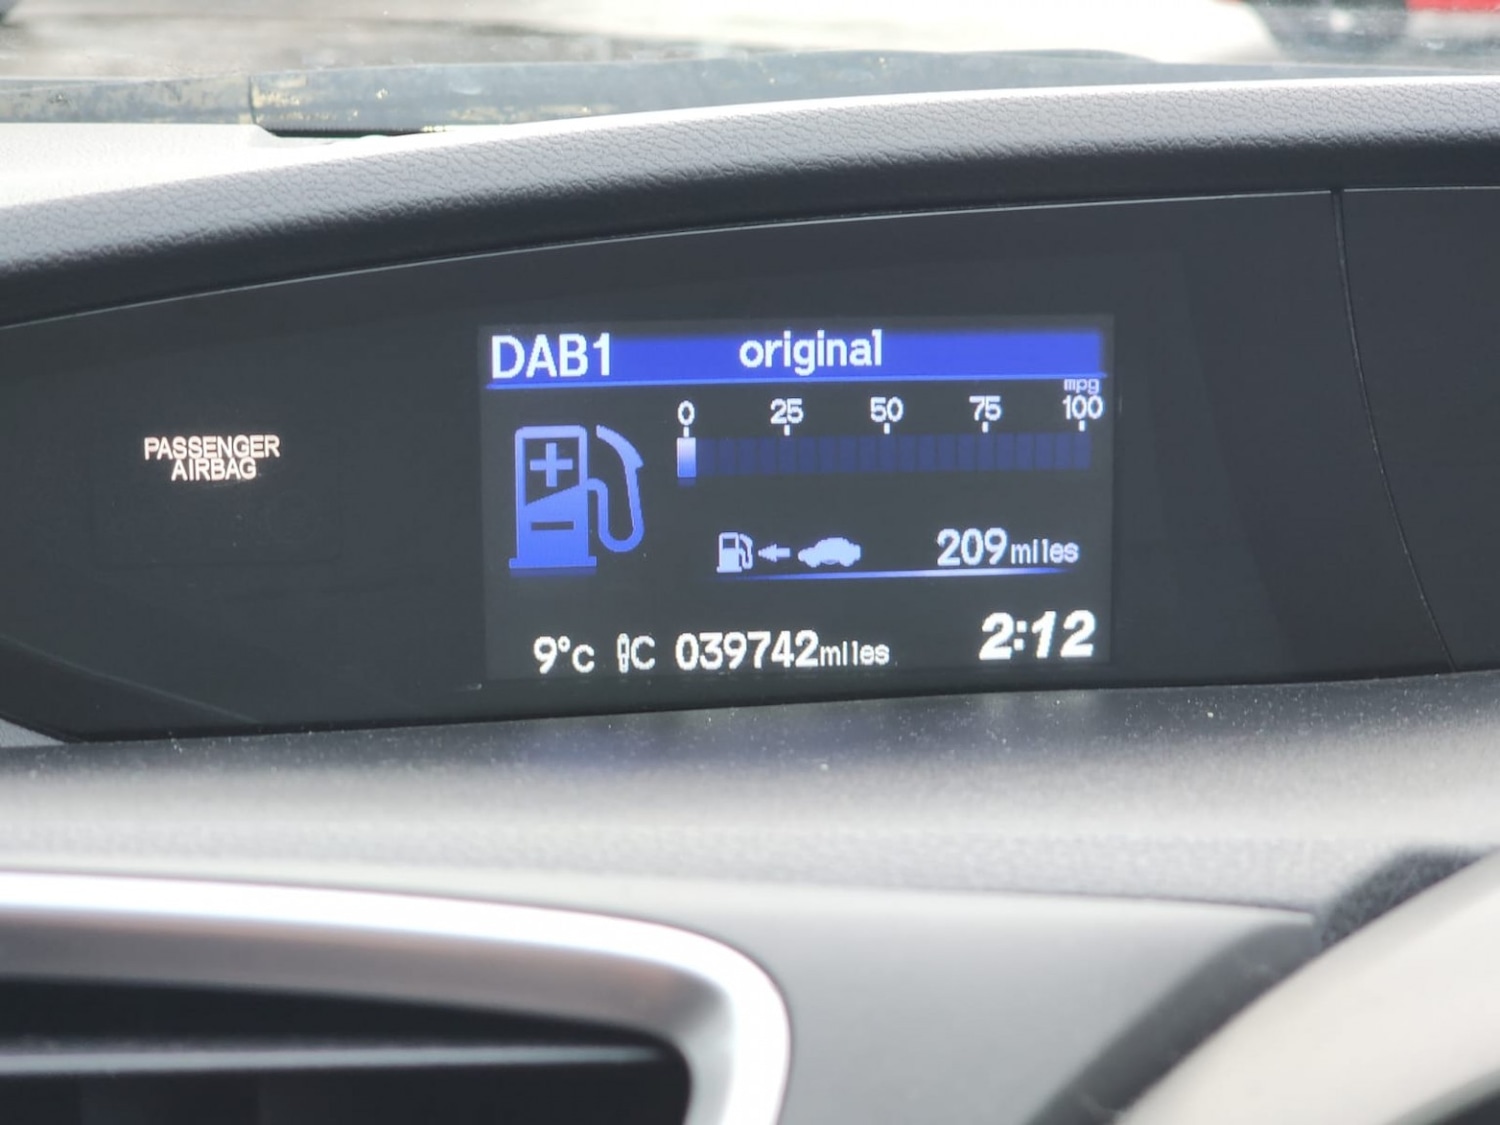 DAB1 original
mpg
0 25 50 75 100
PASSENGER
AIRBAG
209miles
9°c C 039742miles 2:12